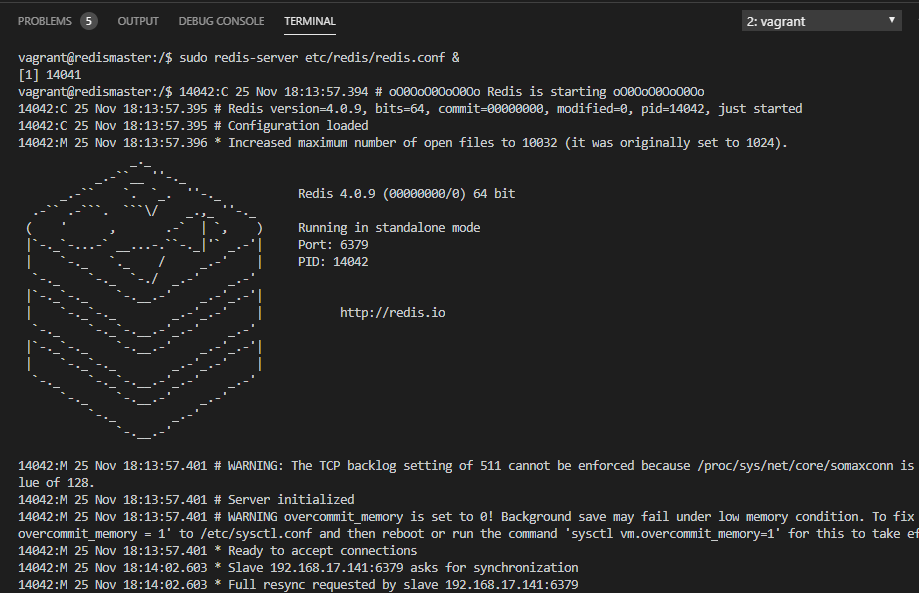 PROBLEMS 5 OUTPUT DEBUG CONSOLE TERMINAL 2: vagrant
vagrant@redismaster:/$ sudo redis-server etc/redis/redis.conf &
[1] 14041
vagrant@redismaster:/$ 14042:C 25 Nov 18:13:57.394 # oO0OoO0OoO0Oo Redis is starting oO0OoO0OoO0Oo
14042:C 25 Nov 18:13:57.395 # Redis version=4.0.9, bits=64, commit=00000000, modified=0, pid=14042, just started
14042:C 25 Nov 18:13:57.395 # Configuration loaded
14042:M 25 Nov 18:13:57.396 * Increased maximum number of open files to 10032 (it was originally set to 1024).
Redis 4.0.9 (00000000/0) 64 bit
Running in standalone mode
Port: 6379
PID: 14042
http://redis.io
14042:M 25 Nov 18:13:57.401 # WARNING: The TCP backlog setting of 511 cannot be enforced because /proc/sys/net/core/somaxconn is
lue of 128.
14042:M 25 Nov 18:13:57.401 # Server initialized
14042:M 25 Nov 18:13:57.401 # WARNING overcommit_memory is set to 0! Background save may fail under low memory condition. To fix
overcommit_memory = 1' to /etc/sysctl.conf and then reboot or run the command 'sysctl vm.overcommit_memory=1' for this to take ef
14042:M 25 Nov 18:13:57.401 * Ready to accept connections
14042:M 25 Nov 18:14:02.603 * Slave 192.168.17.141:6379 asks for synchronization
14042:M 25 Nov 18:14:02.603 * Full resync requested by slave 192.168.17.141:6379